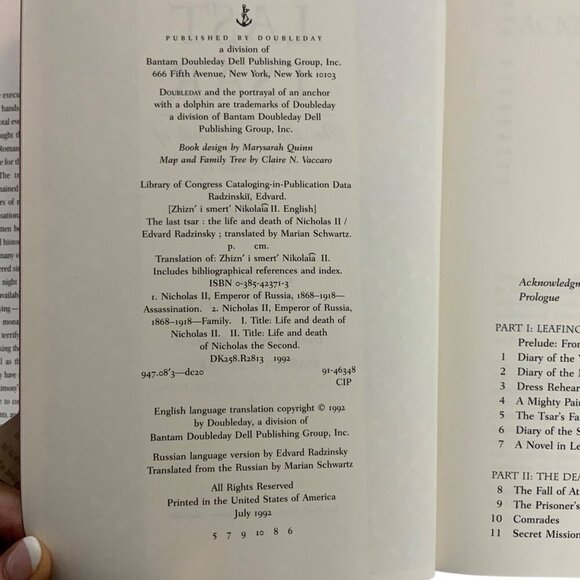 PUBLISHED BY DOUBLEDAY
a division of
Bantam Doubleday Dell Publishing Group, Inc.
666 Fifth Avenue, New York, New York 10103
DOUBLEDAY and the portrayal of an anchor
with a dolphin are trademarks of Doubleday
a division of Bantam Doubleday Dell
Publishing Group, Inc.
Book design by Marysarah Quinn
Map and Family Tree by Claire N. Vaccaro
Library of Congress Cataloging-in-Publication Data
Radzinskiĭ, Edvard.
[Zhizn' i smert' Nikolai͡a II. English]
The last tsar : the life and death of Nicholas II /
Edvard Radzinsky ; translated by Marian Schwartz.
p. cm.
Translation of: Zhizn' i smert' Nikolai͡a II.
Includes bibliographical references and index.
ISBN 0-385-42371-3
1. Nicholas II, Emperor of Russia, 1868–1918—
Assassination. 2. Nicholas II, Emperor of Russia,
1868–1918—Family. I. Title: Life and death of
Nicholas II. II. Title: Life and death
of Nicholas the Second.
DK258.R2813 1992
947.08'3—dc20 91-46348
CIP
English language translation copyright © 1992
by Doubleday, a division of
Bantam Doubleday Dell Publishing Group, Inc.
Russian language version by Edvard Radzinsky
Translated from the Russian by Marian Schwartz
All Rights Reserved
Printed in the United States of America
July 1992
5 7 9 10 8 6
Acknowledgm
Prologue
PART I: LEAFING
Prelude: From
1 Diary of the
2 Diary of the
3 Dress Rehear
4 A Mighty Pair
5 The Tsar's Fa
6 Diary of the S
7 A Novel in Le
PART II: THE DEA
8 The Fall of At
9 The Prisoner's
10 Comrades
11 Secret Mission